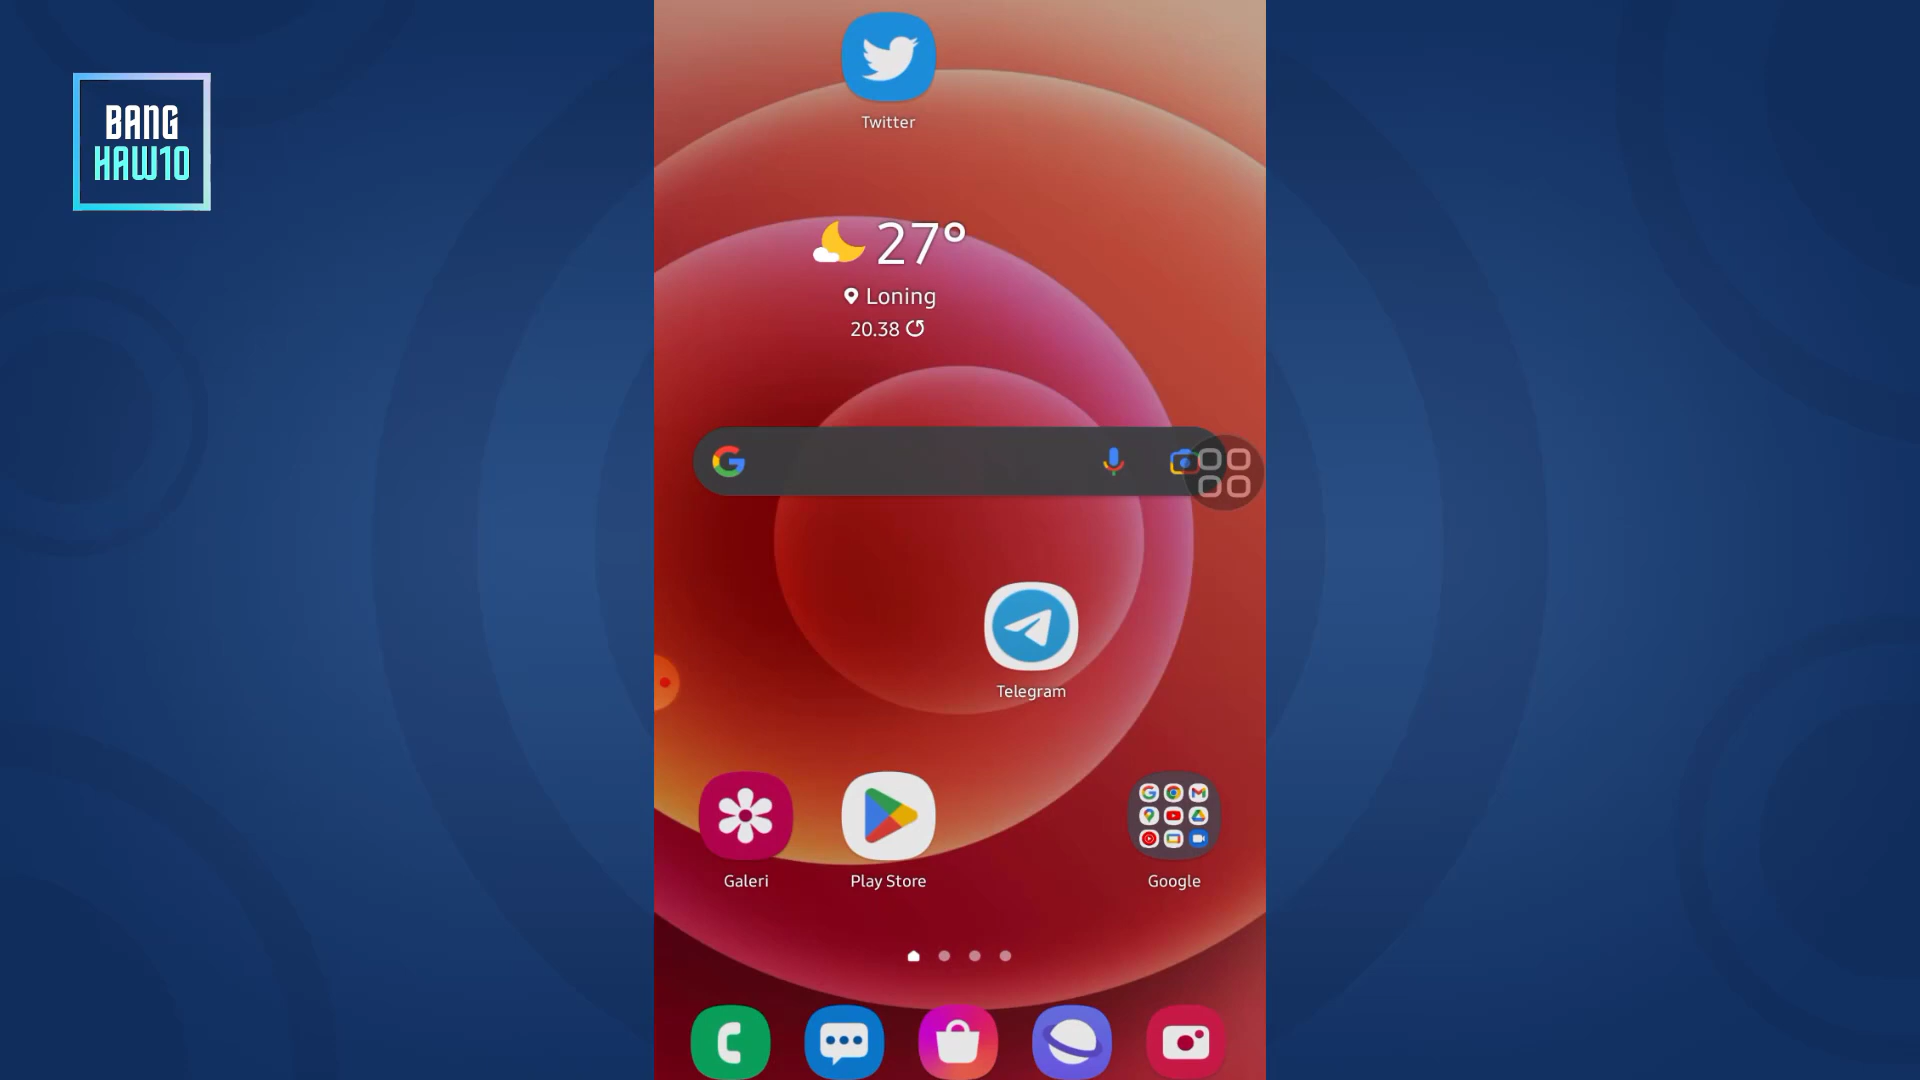 BANG
HAW10
Twitter
27°
Loning
20.38
Telegram
Galeri
Play Store
Google